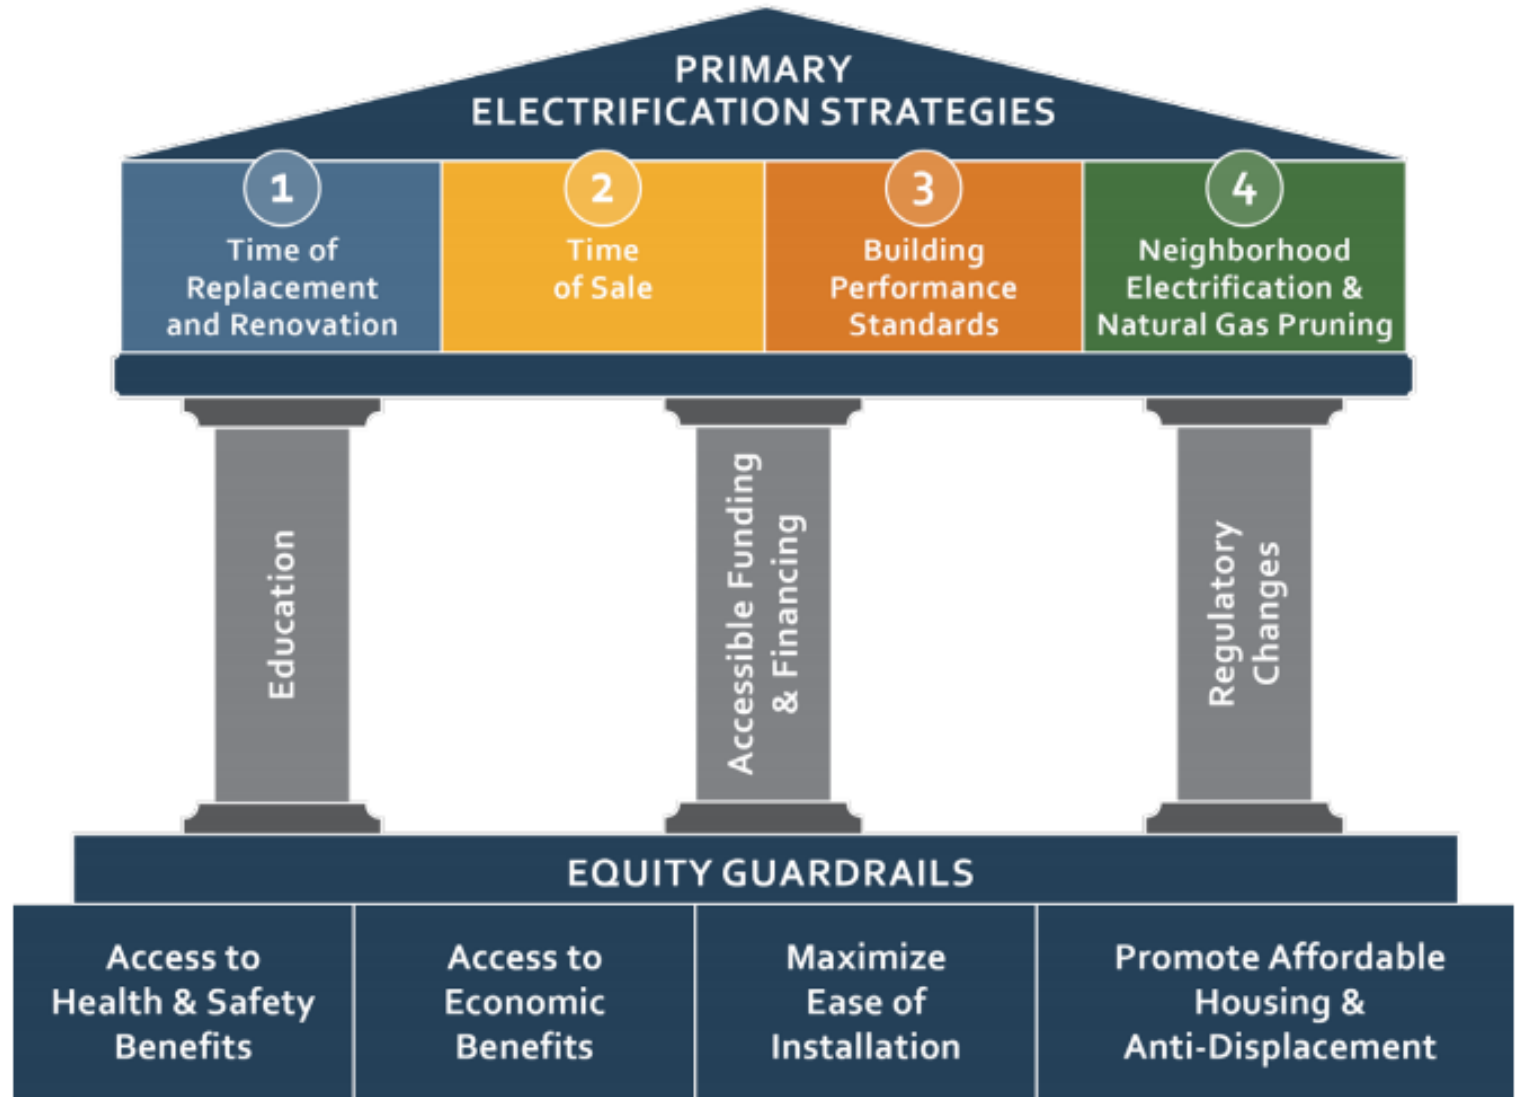 PRIMARY
ELECTRIFICATION STRATEGIES
1
Time of
Replacement
and Renovation
2
Time
of Sale
3
Building
Performance
Standards
4
Neighborhood
Electrification &
Natural Gas Pruning
Education
Accessible Funding
& Financing
Regulatory
Changes
EQUITY GUARDRAILS
Access to
Health & Safety
Benefits
Access to
Economic
Benefits
Maximize
Ease of
Installation
Promote Affordable
Housing &
Anti-Displacement